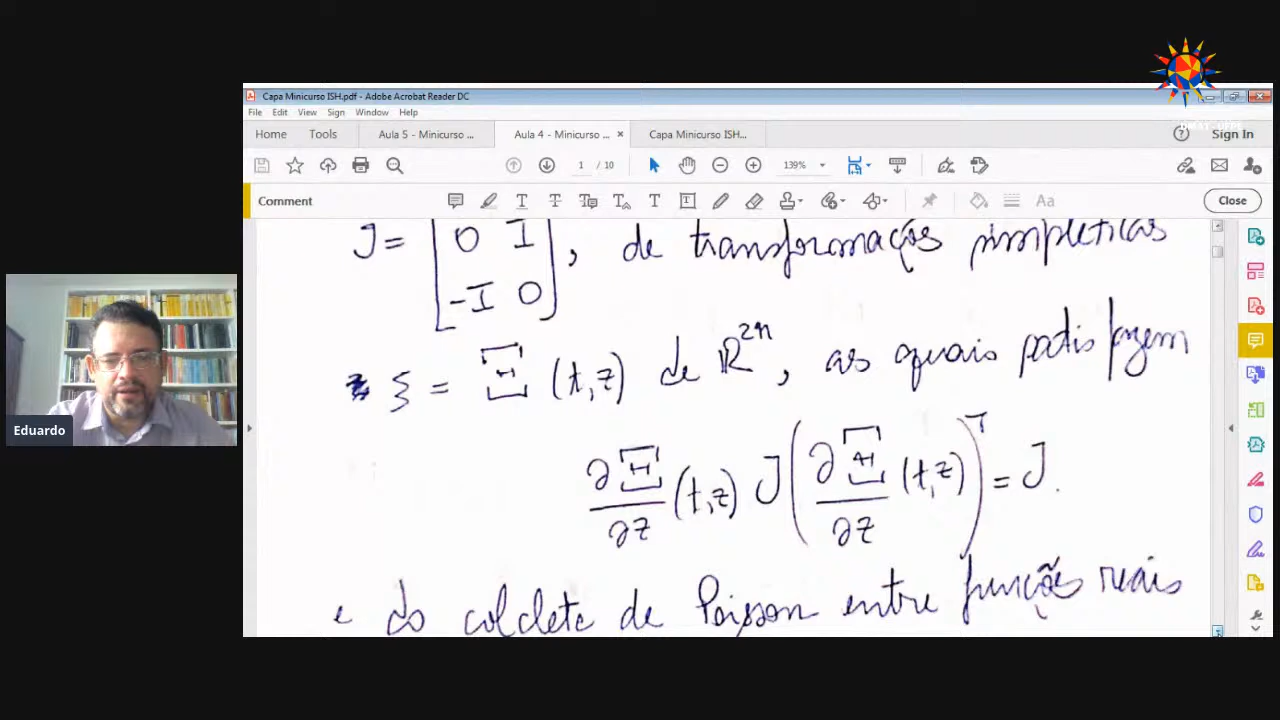 Capa Minicurso ISH.pdf - Adobe Acrobat Reader DC
File Edit View Sign Window Help
Home Tools Aula 5 - Minicurso ... Aula 4 - Minicurso ... × Capa Minicurso ISH... Sign In
1 / 10 139%
Comment Close
J = [0 I
-I 0], de transformações simpléticas
ξ = Ξ (t,z) de R²ⁿ, as quais satisfazem
∂Ξ/∂z (t,z) J (∂Ξ/∂z (t,z))ᵀ = J.
e do colchete de Poisson entre funções reais
Eduardo